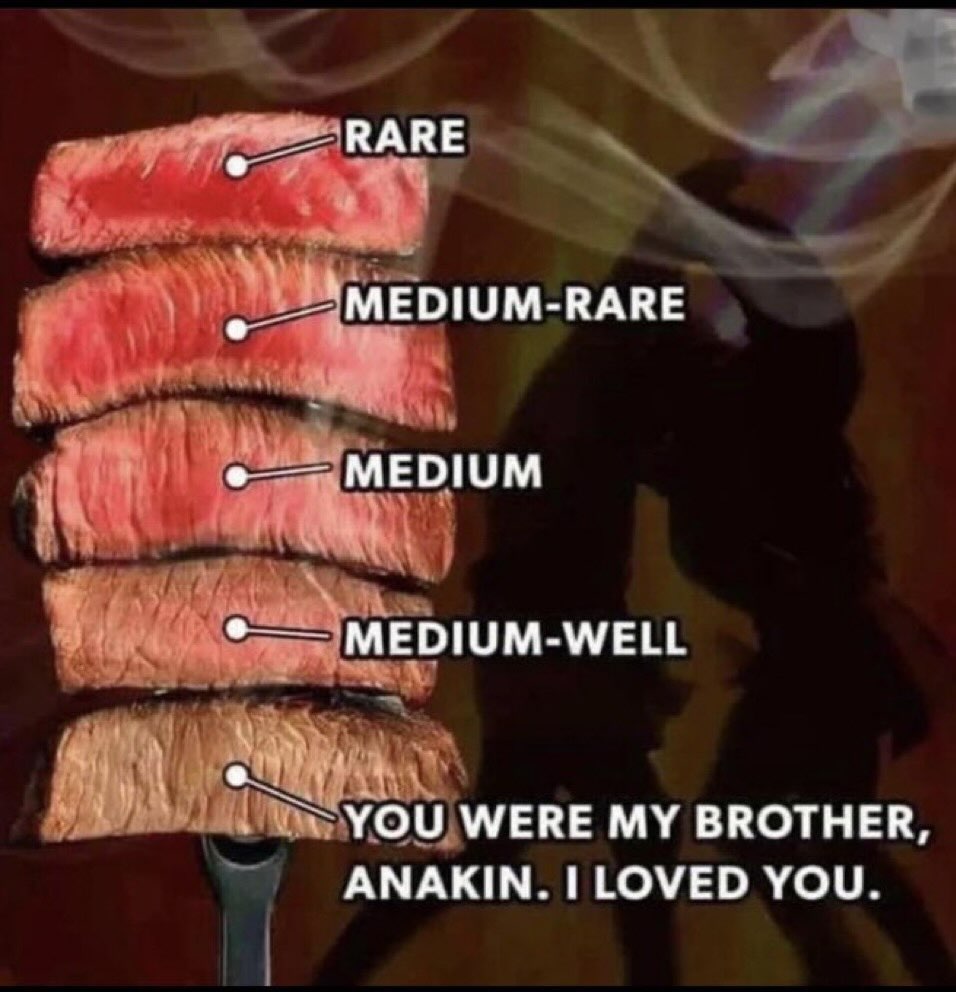 RARE
MEDIUM-RARE
MEDIUM
MEDIUM-WELL
YOU WERE MY BROTHER,
ANAKIN. I LOVED YOU.